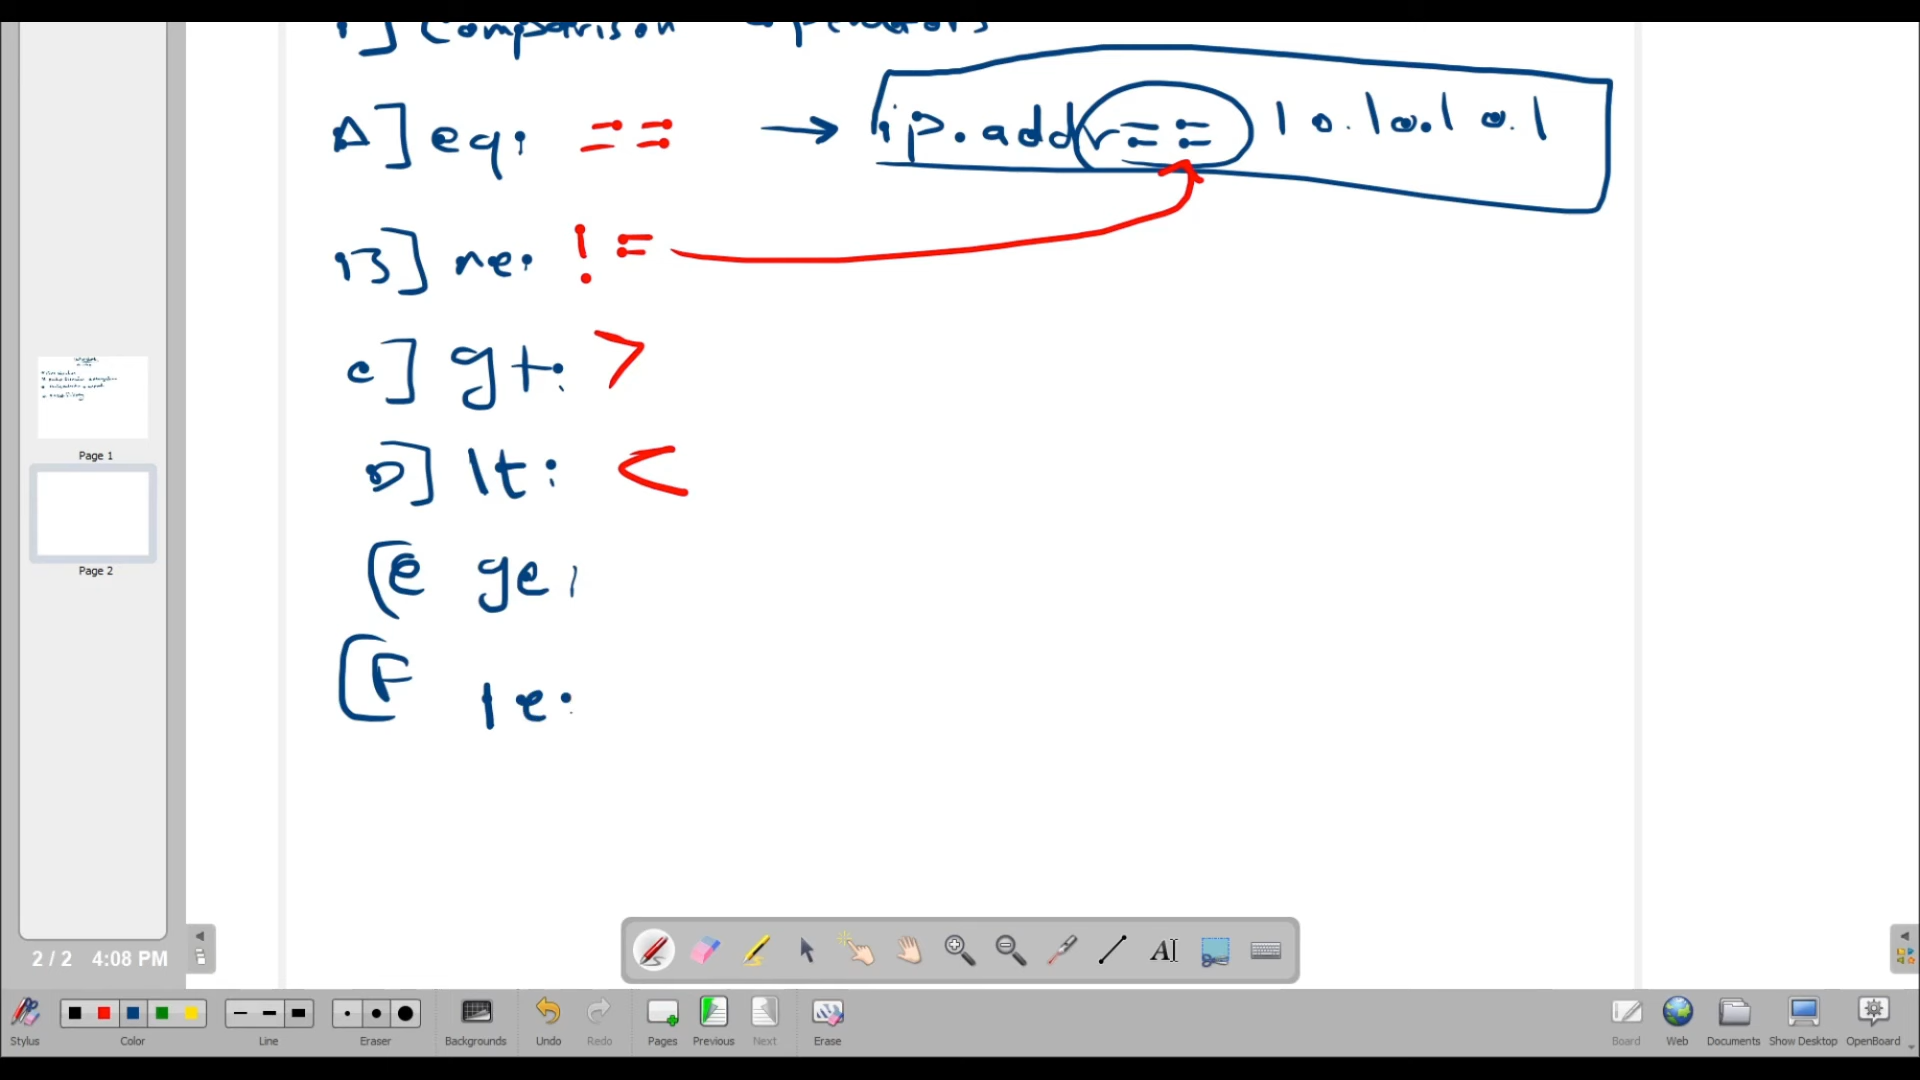 1] Comparison operators
A] eq: == → ip.addr == 10.10.10.1
B] ne: !=
C] gt: >
D] lt: <
[E ge:
[F le:
Page 1
Page 2
2 / 2 4:08 PM
Stylus Color Line Eraser Backgrounds Undo Redo Pages Previous Next Erase Board Web Documents Show Desktop OpenBoard